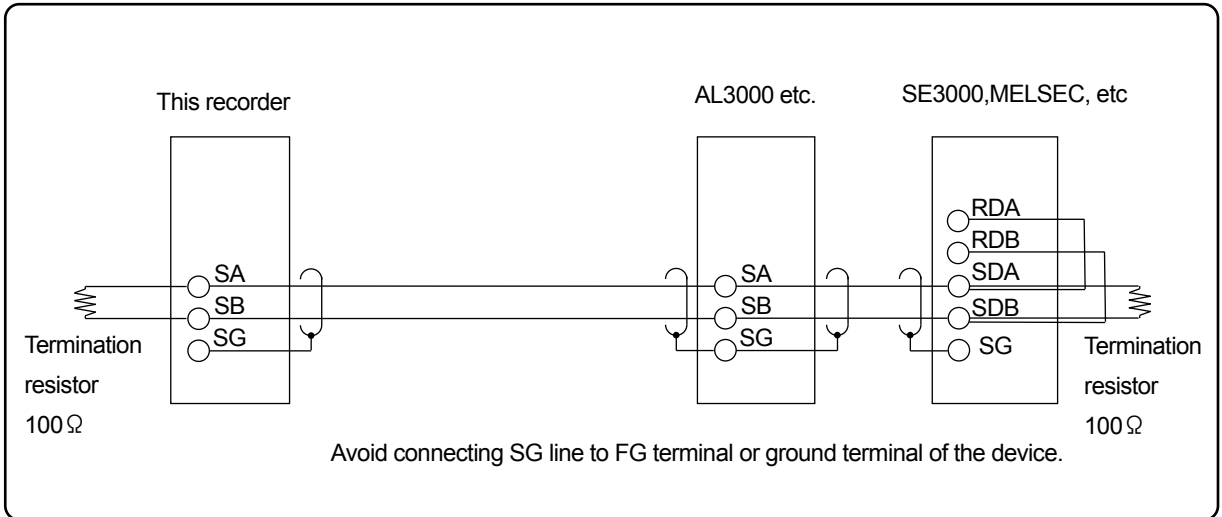 This recorder
AL3000 etc.
SE3000,MELSEC, etc
SA
SB
SG
SA
SB
SG
RDA
RDB
SDA
SDB
SG
Termination
resistor
100Ω
Termination
resistor
100Ω
Avoid connecting SG line to FG terminal or ground terminal of the device.